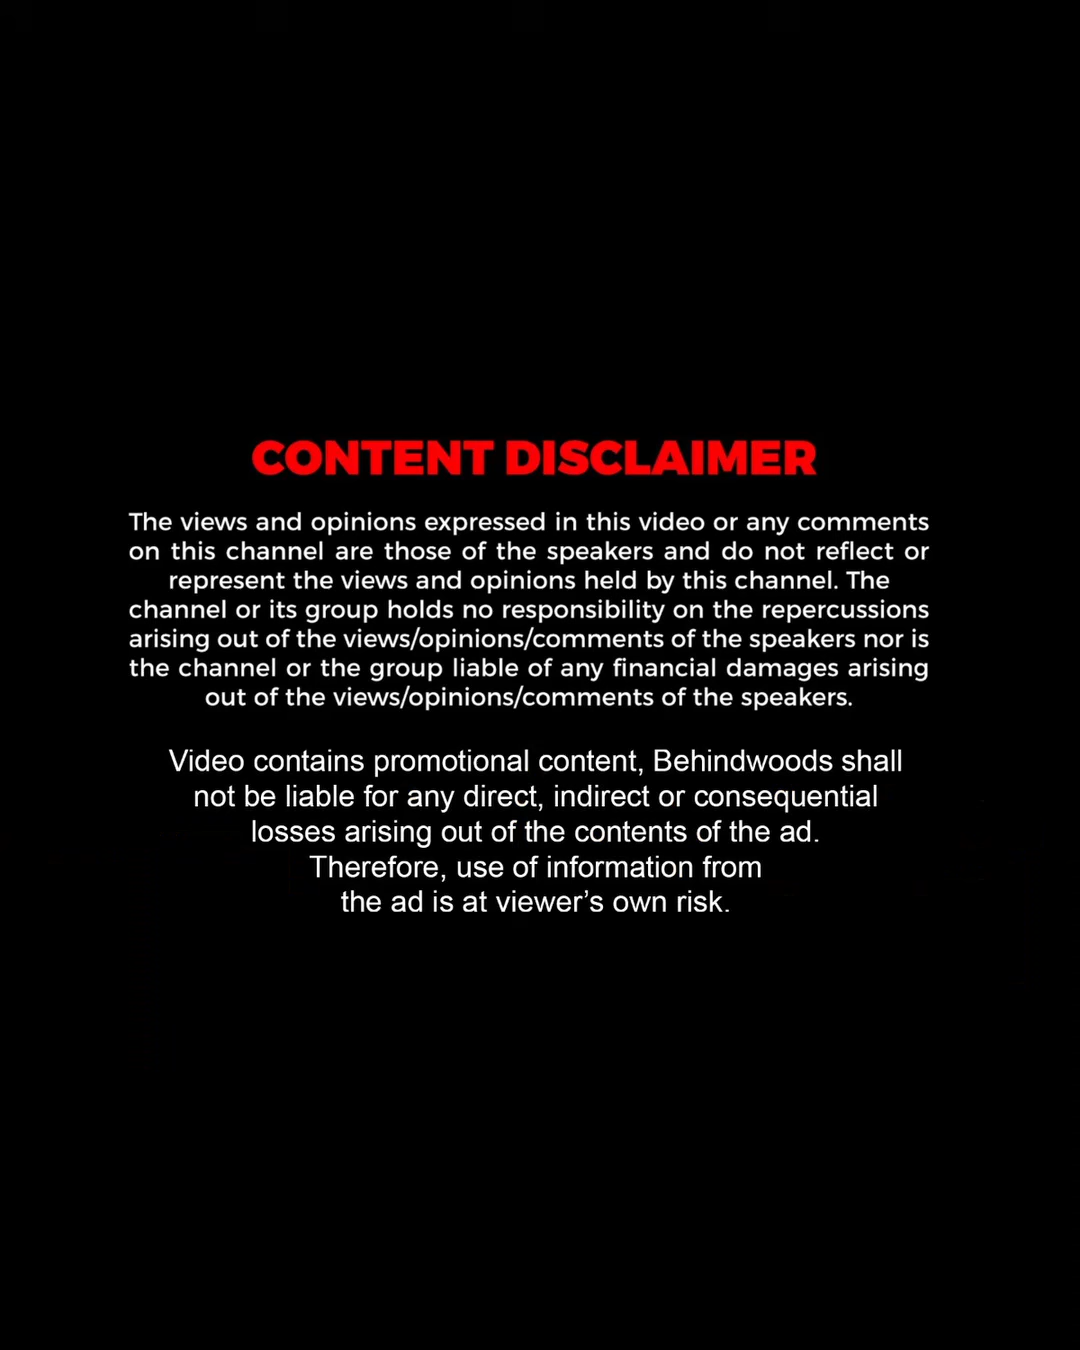 CONTENT DISCLAIMER
The views and opinions expressed in this video or any comments
on this channel are those of the speakers and do not reflect or
represent the views and opinions held by this channel. The
channel or its group holds no responsibility on the repercussions
arising out of the views/opinions/comments of the speakers nor is
the channel or the group liable of any financial damages arising
out of the views/opinions/comments of the speakers.
Video contains promotional content, Behindwoods shall
not be liable for any direct, indirect or consequential
losses arising out of the contents of the ad.
Therefore, use of information from
the ad is at viewer’s own risk.